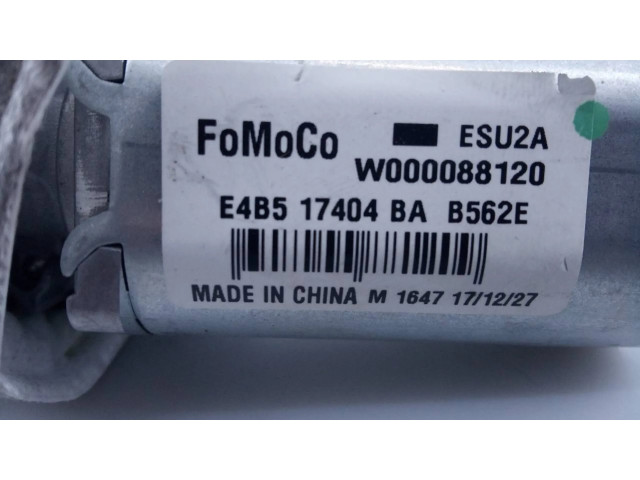 FoMoCo ESU2A
W000088120
E4B5 17404 BA B562E
MADE IN CHINA M 1647 17/12/27